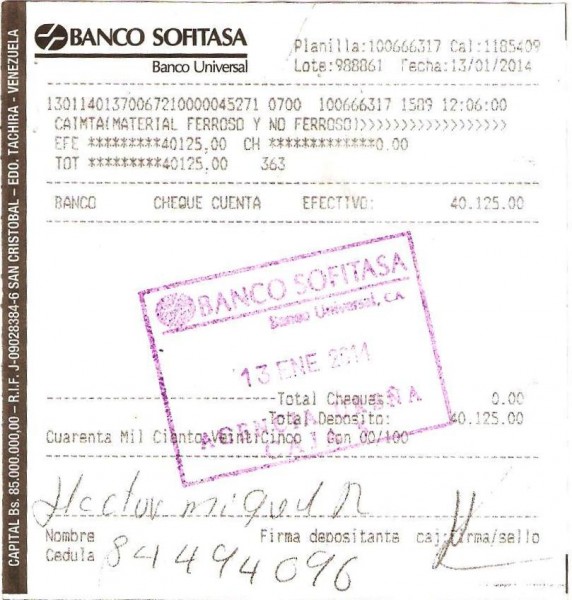 BANCO SOFITASA
Banco Universal
Planilla:100666317 Cal:1185409
Lote:988861 Fecha:13/01/2014
13011401370067210000045271 0700 100666317 1589 12:06:00
CAIMTA(MATERIAL FERROSO Y NO FERROSO)>>>>>>>>>>>>>>>>>>>
EFE *********40125,00 CH *************0.00
TOT *********40125,00 363
BANCO CHEQUE CUENTA EFECTIVO: 40.125.00
BANCO SOFITASA
Banco Universal, CA
13 ENE 2014
AGENCIA
Total Cheques 0.00
Total Deposito: 40.125.00
Cuarenta Mil Ciento VeintiCinco Con 00/100
Hector miguel R
Nombre Firma depositante caj:firma/sello
Cedula 84494096
CAPITAL Bs. 85.000.000,00 – R.I.F. J-09028384-6 SAN CRISTOBAL – EDO. TACHIRA - VENEZUELA